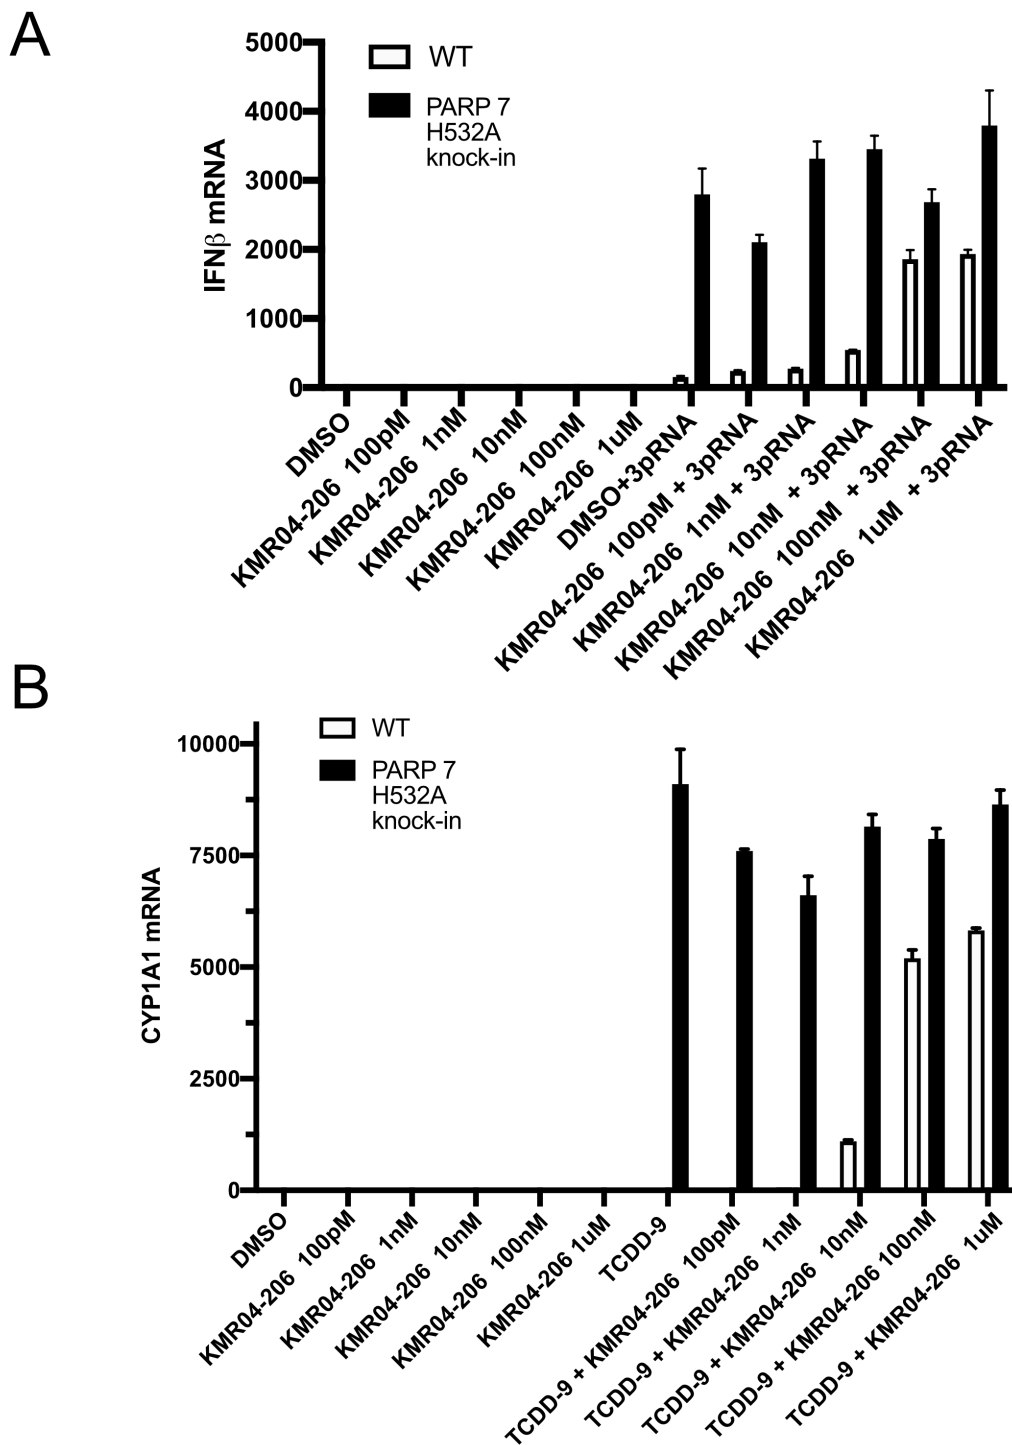 A
5000
4000
3000
2000
1000
0
IFNβ mRNA
WT
PARP 7
H532A
knock-in
DMSO
KMR04-206 100pM
KMR04-206 1nM
KMR04-206 10nM
KMR04-206 100nM
KMR04-206 1uM
DMSO+3pRNA
KMR04-206 100pM + 3pRNA
KMR04-206 1nM + 3pRNA
KMR04-206 10nM + 3pRNA
KMR04-206 100nM + 3pRNA
KMR04-206 1uM + 3pRNA
B
10000
7500
5000
2500
0
CYP1A1 mRNA
WT
PARP 7
H532A
knock-in
DMSO
KMR04-206 100pM
KMR04-206 1nM
KMR04-206 10nM
KMR04-206 100nM
KMR04-206 1uM
TCDD-9
TCDD-9 + KMR04-206 100pM
TCDD-9 + KMR04-206 1nM
TCDD-9 + KMR04-206 10nM
TCDD-9 + KMR04-206 100nM
TCDD-9 + KMR04-206 1uM